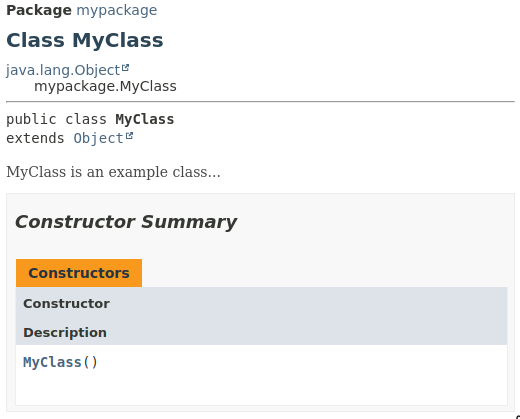 Package mypackage
Class MyClass
java.lang.Object
mypackage.MyClass
public class MyClass
extends Object
MyClass is an example class...
Constructor Summary
Constructors
Constructor
Description
MyClass()